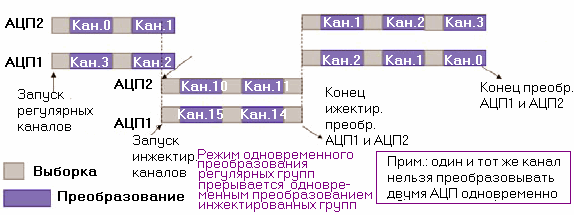 АЦП2 Кан.0 Кан.1 Кан.1 Кан.2 Кан.3
АЦП1 Кан.3 Кан.2 Кан.2 Кан.1 Кан.0
АЦП2 Кан.10 Кан.11
АЦП1 Кан.15 Кан.14
Запуск
регулярных
каналов
Запуск
инжектир.
каналов
Конец
ижектир.
преобр.
АЦП1 и АЦП2
Конец преобр.
АЦП1 и АЦП2
Выборка
Преобразование
Режим одновременного
преобразования
регулярных групп
прерывается одновре-
менным преобразованием
инжектированных групп
Прим.: один и тот же канал
нельзя преобразовывать
двумя АЦП одновременно